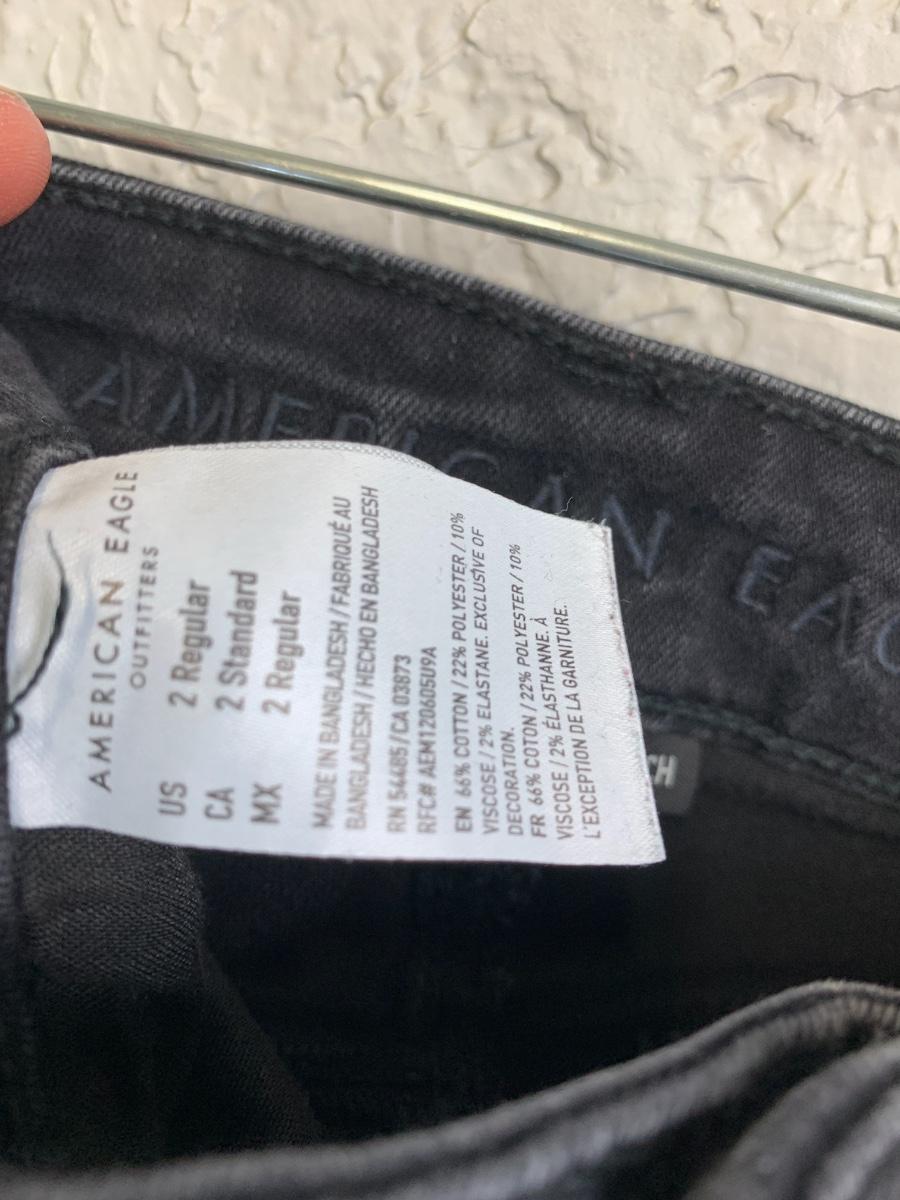 AMERICAN EAGLE
OUTFITTERS
US 2 Regular
CA 2 Standard
MX 2 Regular
MADE IN BANGLADESH / FABRIQUÉ AU
BANGLADESH / HECHO EN BANGLADESH
RN 54485/CA 03873
RFC# AEM120605U9A
EN 66% COTTON / 22% POLYESTER / 10%
VISCOSE / 2% ELASTANE. EXCLUSIVE OF
DECORATION.
FR 66% COTON / 22% POLYESTER / 10%
VISCOSE / 2% ÉLASTHANNE. À
L'EXCEPTION DE LA GARNITURE.
AMERICAN EAG